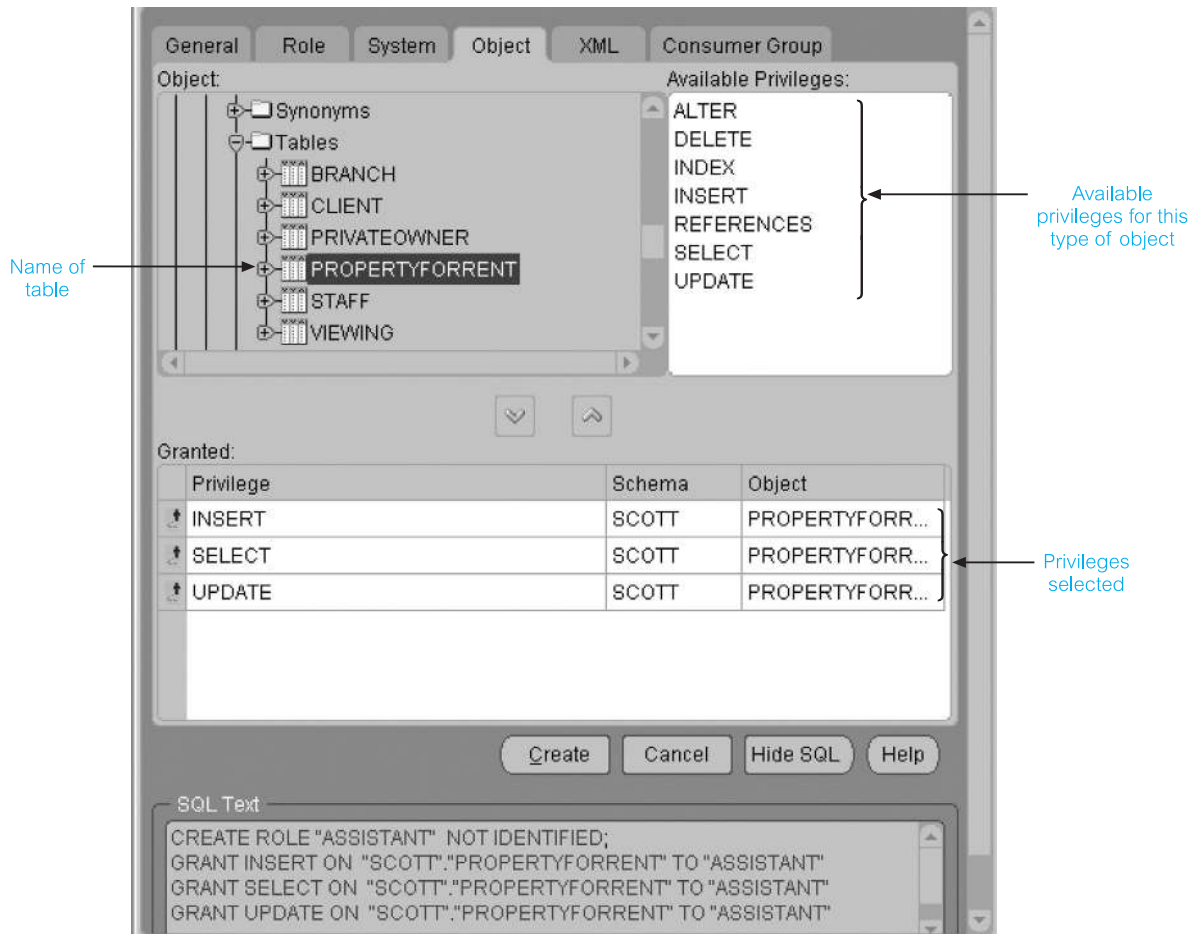 General Role System Object XML Consumer Group
Object:
Synonyms
Tables
BRANCH
CLIENT
PRIVATEOWNER
PROPERTYFORRENT
STAFF
VIEWING
Name of
table
Available Privileges:
ALTER
DELETE
INDEX
INSERT
REFERENCES
SELECT
UPDATE
Available
privileges for this
type of object
Granted:
Privilege Schema Object
INSERT SCOTT PROPERTYFORR...
SELECT SCOTT PROPERTYFORR...
UPDATE SCOTT PROPERTYFORR...
Privileges
selected
Create Cancel Hide SQL Help
SQL Text
CREATE ROLE "ASSISTANT" NOT IDENTIFIED;
GRANT INSERT ON "SCOTT"."PROPERTYFORRENT" TO "ASSISTANT"
GRANT SELECT ON "SCOTT"."PROPERTYFORRENT" TO "ASSISTANT"
GRANT UPDATE ON "SCOTT"."PROPERTYFORRENT" TO "ASSISTANT"